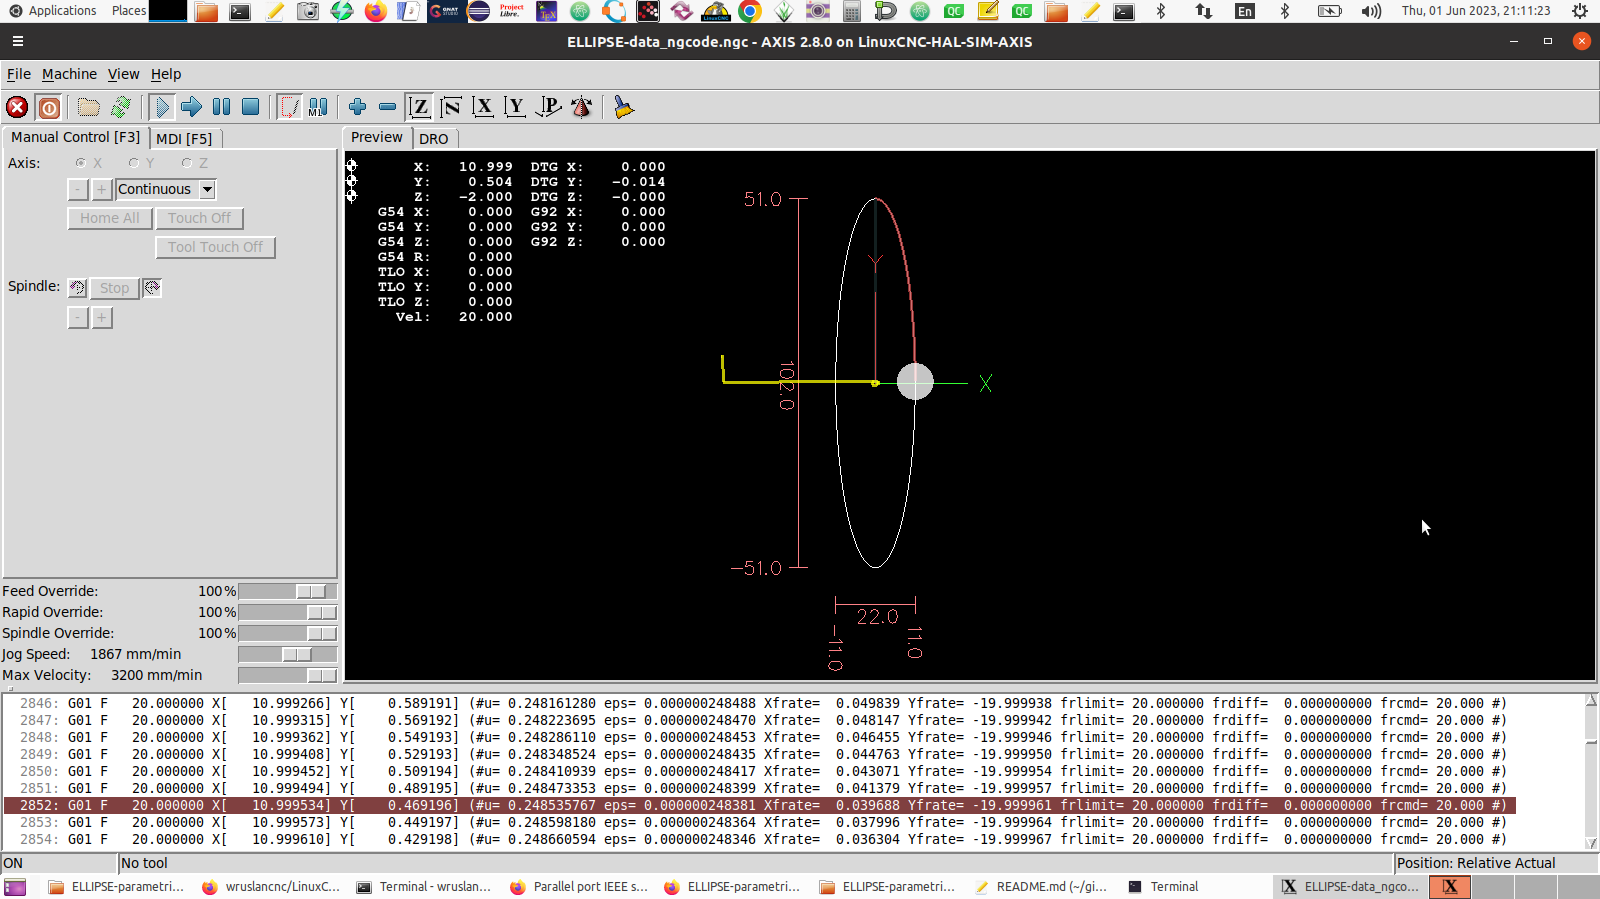 Applications Places En Thu, 01 Jun 2023, 21:11:23
ELLIPSE-data_ngcode.ngc - AXIS 2.8.0 on LinuxCNC-HAL-SIM-AXIS
File Machine View Help
Manual Control [F3] MDI [F5] Preview DRO
Axis: X Y Z
- + Continuous
Home All Touch Off
Tool Touch Off
Spindle: Stop
- +
X: 10.999 DTG X: 0.000
Y: 0.504 DTG Y: -0.014
Z: -2.000 DTG Z: -0.000
G54 X: 0.000 G92 X: 0.000
G54 Y: 0.000 G92 Y: 0.000
G54 Z: 0.000 G92 Z: 0.000
G54 R: 0.000
TLO X: 0.000
TLO Y: 0.000
TLO Z: 0.000
Vel: 20.000
51.0
Y
102.0
X
-51.0
22.0
-11.0
11.0
Feed Override: 100%
Rapid Override: 100%
Spindle Override: 100%
Jog Speed: 1867 mm/min
Max Velocity: 3200 mm/min
2846: G01 F 20.000000 X[ 10.999266] Y[ 0.589191] (#u= 0.248161280 eps= 0.000000248488 Xfrate= 0.049839 Yfrate= -19.999938 frlimit= 20.000000 frdiff= 0.000000000 frcmd= 20.000 #)
2847: G01 F 20.000000 X[ 10.999315] Y[ 0.569192] (#u= 0.248223695 eps= 0.000000248470 Xfrate= 0.048147 Yfrate= -19.999942 frlimit= 20.000000 frdiff= 0.000000000 frcmd= 20.000 #)
2848: G01 F 20.000000 X[ 10.999362] Y[ 0.549193] (#u= 0.248286110 eps= 0.000000248453 Xfrate= 0.046455 Yfrate= -19.999946 frlimit= 20.000000 frdiff= 0.000000000 frcmd= 20.000 #)
2849: G01 F 20.000000 X[ 10.999408] Y[ 0.529193] (#u= 0.248348524 eps= 0.000000248435 Xfrate= 0.044763 Yfrate= -19.999950 frlimit= 20.000000 frdiff= 0.000000000 frcmd= 20.000 #)
2850: G01 F 20.000000 X[ 10.999452] Y[ 0.509194] (#u= 0.248410939 eps= 0.000000248417 Xfrate= 0.043071 Yfrate= -19.999954 frlimit= 20.000000 frdiff= 0.000000000 frcmd= 20.000 #)
2851: G01 F 20.000000 X[ 10.999494] Y[ 0.489195] (#u= 0.248473353 eps= 0.000000248399 Xfrate= 0.041379 Yfrate= -19.999957 frlimit= 20.000000 frdiff= 0.000000000 frcmd= 20.000 #)
2852: G01 F 20.000000 X[ 10.999534] Y[ 0.469196] (#u= 0.248535767 eps= 0.000000248381 Xfrate= 0.039688 Yfrate= -19.999961 frlimit= 20.000000 frdiff= 0.000000000 frcmd= 20.000 #)
2853: G01 F 20.000000 X[ 10.999573] Y[ 0.449197] (#u= 0.248598180 eps= 0.000000248364 Xfrate= 0.037996 Yfrate= -19.999964 frlimit= 20.000000 frdiff= 0.000000000 frcmd= 20.000 #)
2854: G01 F 20.000000 X[ 10.999610] Y[ 0.429198] (#u= 0.248660594 eps= 0.000000248346 Xfrate= 0.036304 Yfrate= -19.999967 frlimit= 20.000000 frdiff= 0.000000000 frcmd= 20.000 #)
ON No tool Position: Relative Actual
ELLIPSE-parametri... wruslancnc/LinuxC... Terminal - wruslan... Parallel port IEEE s... ELLIPSE-parametri... ELLIPSE-parametri... README.md (~/gi... Terminal ELLIPSE-data_ngco...